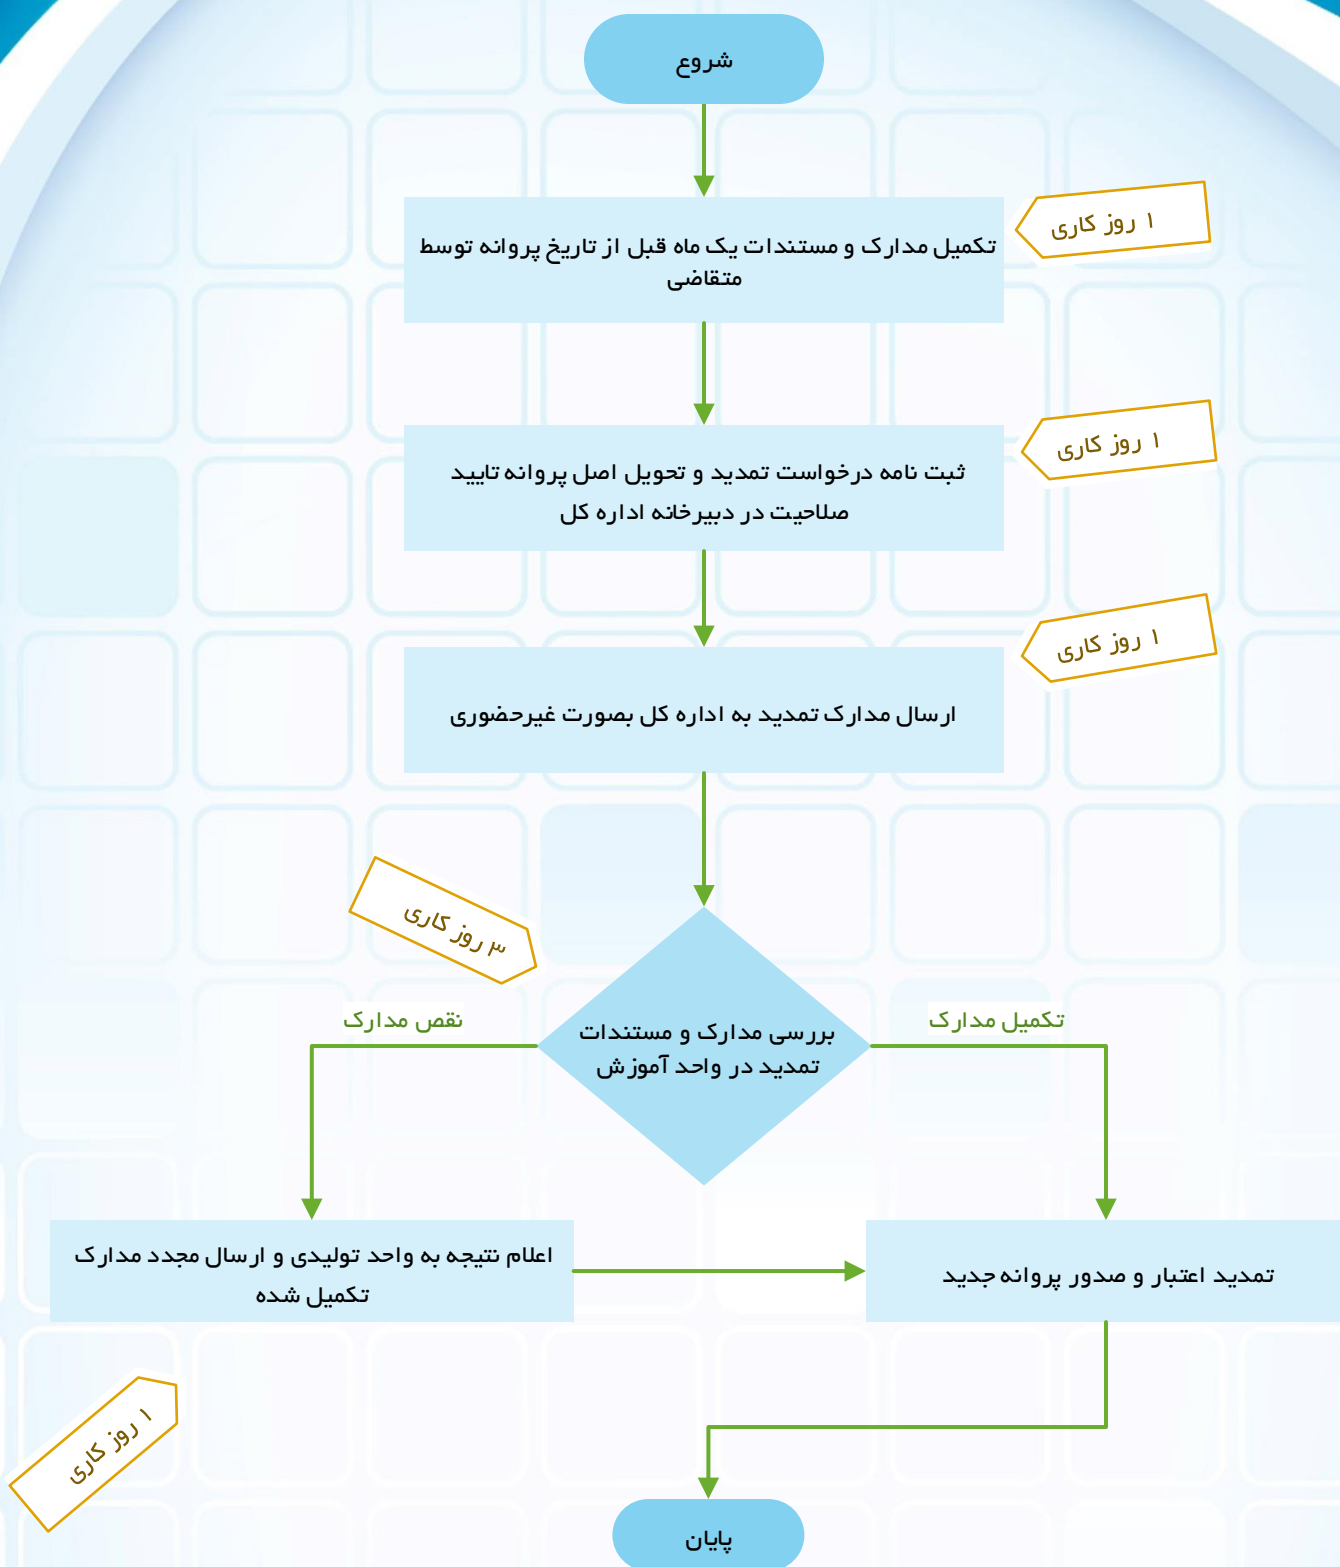 شروع
۱ روز کاری
تکمیل مدارک و مستندات یک ماه قبل از تاریخ پروانه توسط
متقاضی
۱ روز کاری
ثبت نامه درخواست تمدید و تحویل اصل پروانه تایید
صلاحیت در دبیرخانه اداره کل
۱ روز کاری
ارسال مدارک تمدید به اداره کل بصورت غیرحضوری
۳ روز کاری
تکمیل مدارک
نقص مدارک
بررسی مدارک و مستندات
تمدید در واحد آموزش
تمدید اعتبار و صدور پروانه جدید
اعلام نتیجه به واحد تولیدی و ارسال مجدد مدارک
تکمیل شده
۱ روز کاری
پایان